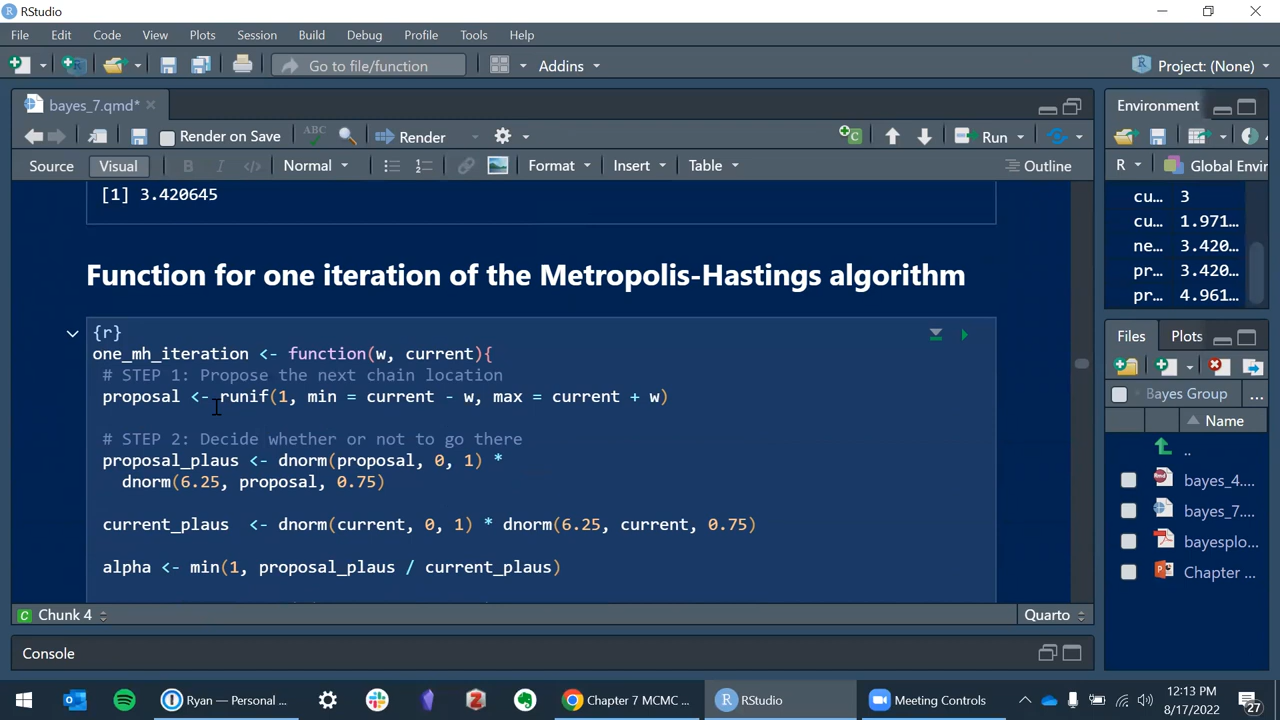 RStudio
File Edit Code View Plots Session Build Debug Profile Tools Help
Go to file/function Addins Project: (None)
bayes_7.qmd* Environment
Render on Save ABC Render Run
Source Visual B I Normal Format Insert Table Outline R Global Envir
[1] 3.420645
cu... 3
cu... 1.971...
ne... 3.420...
pr... 3.420...
pr... 4.961...
Function for one iteration of the Metropolis-Hastings algorithm
{r}
one_mh_iteration <- function(w, current){
# STEP 1: Propose the next chain location
proposal <- runif(1, min = current - w, max = current + w)
# STEP 2: Decide whether or not to go there
proposal_plaus <- dnorm(proposal, 0, 1) *
dnorm(6.25, proposal, 0.75)
current_plaus <- dnorm(current, 0, 1) * dnorm(6.25, current, 0.75)
alpha <- min(1, proposal_plaus / current_plaus)
Files Plots
Bayes Group ...
Name
..
bayes_4....
bayes_7....
bayesplo...
Chapter ...
C Chunk 4 Quarto
Console
Ryan — Personal ... Chapter 7 MCMC ... RStudio Meeting Controls
12:13 PM
8/17/2022
27